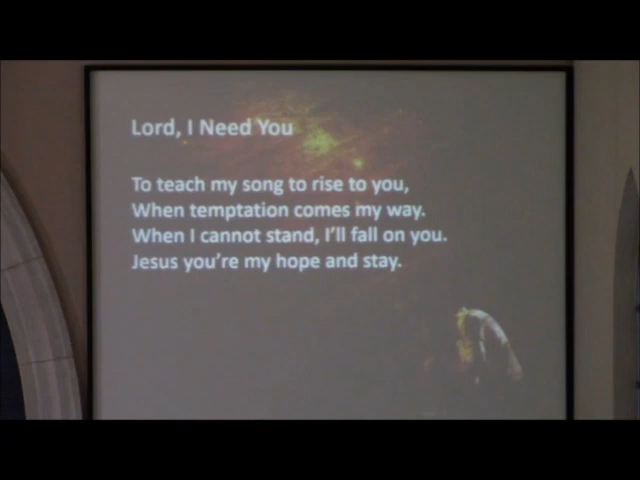 Lord, I Need You
To teach my song to rise to you,
When temptation comes my way.
When I cannot stand, I'll fall on you.
Jesus you're my hope and stay.